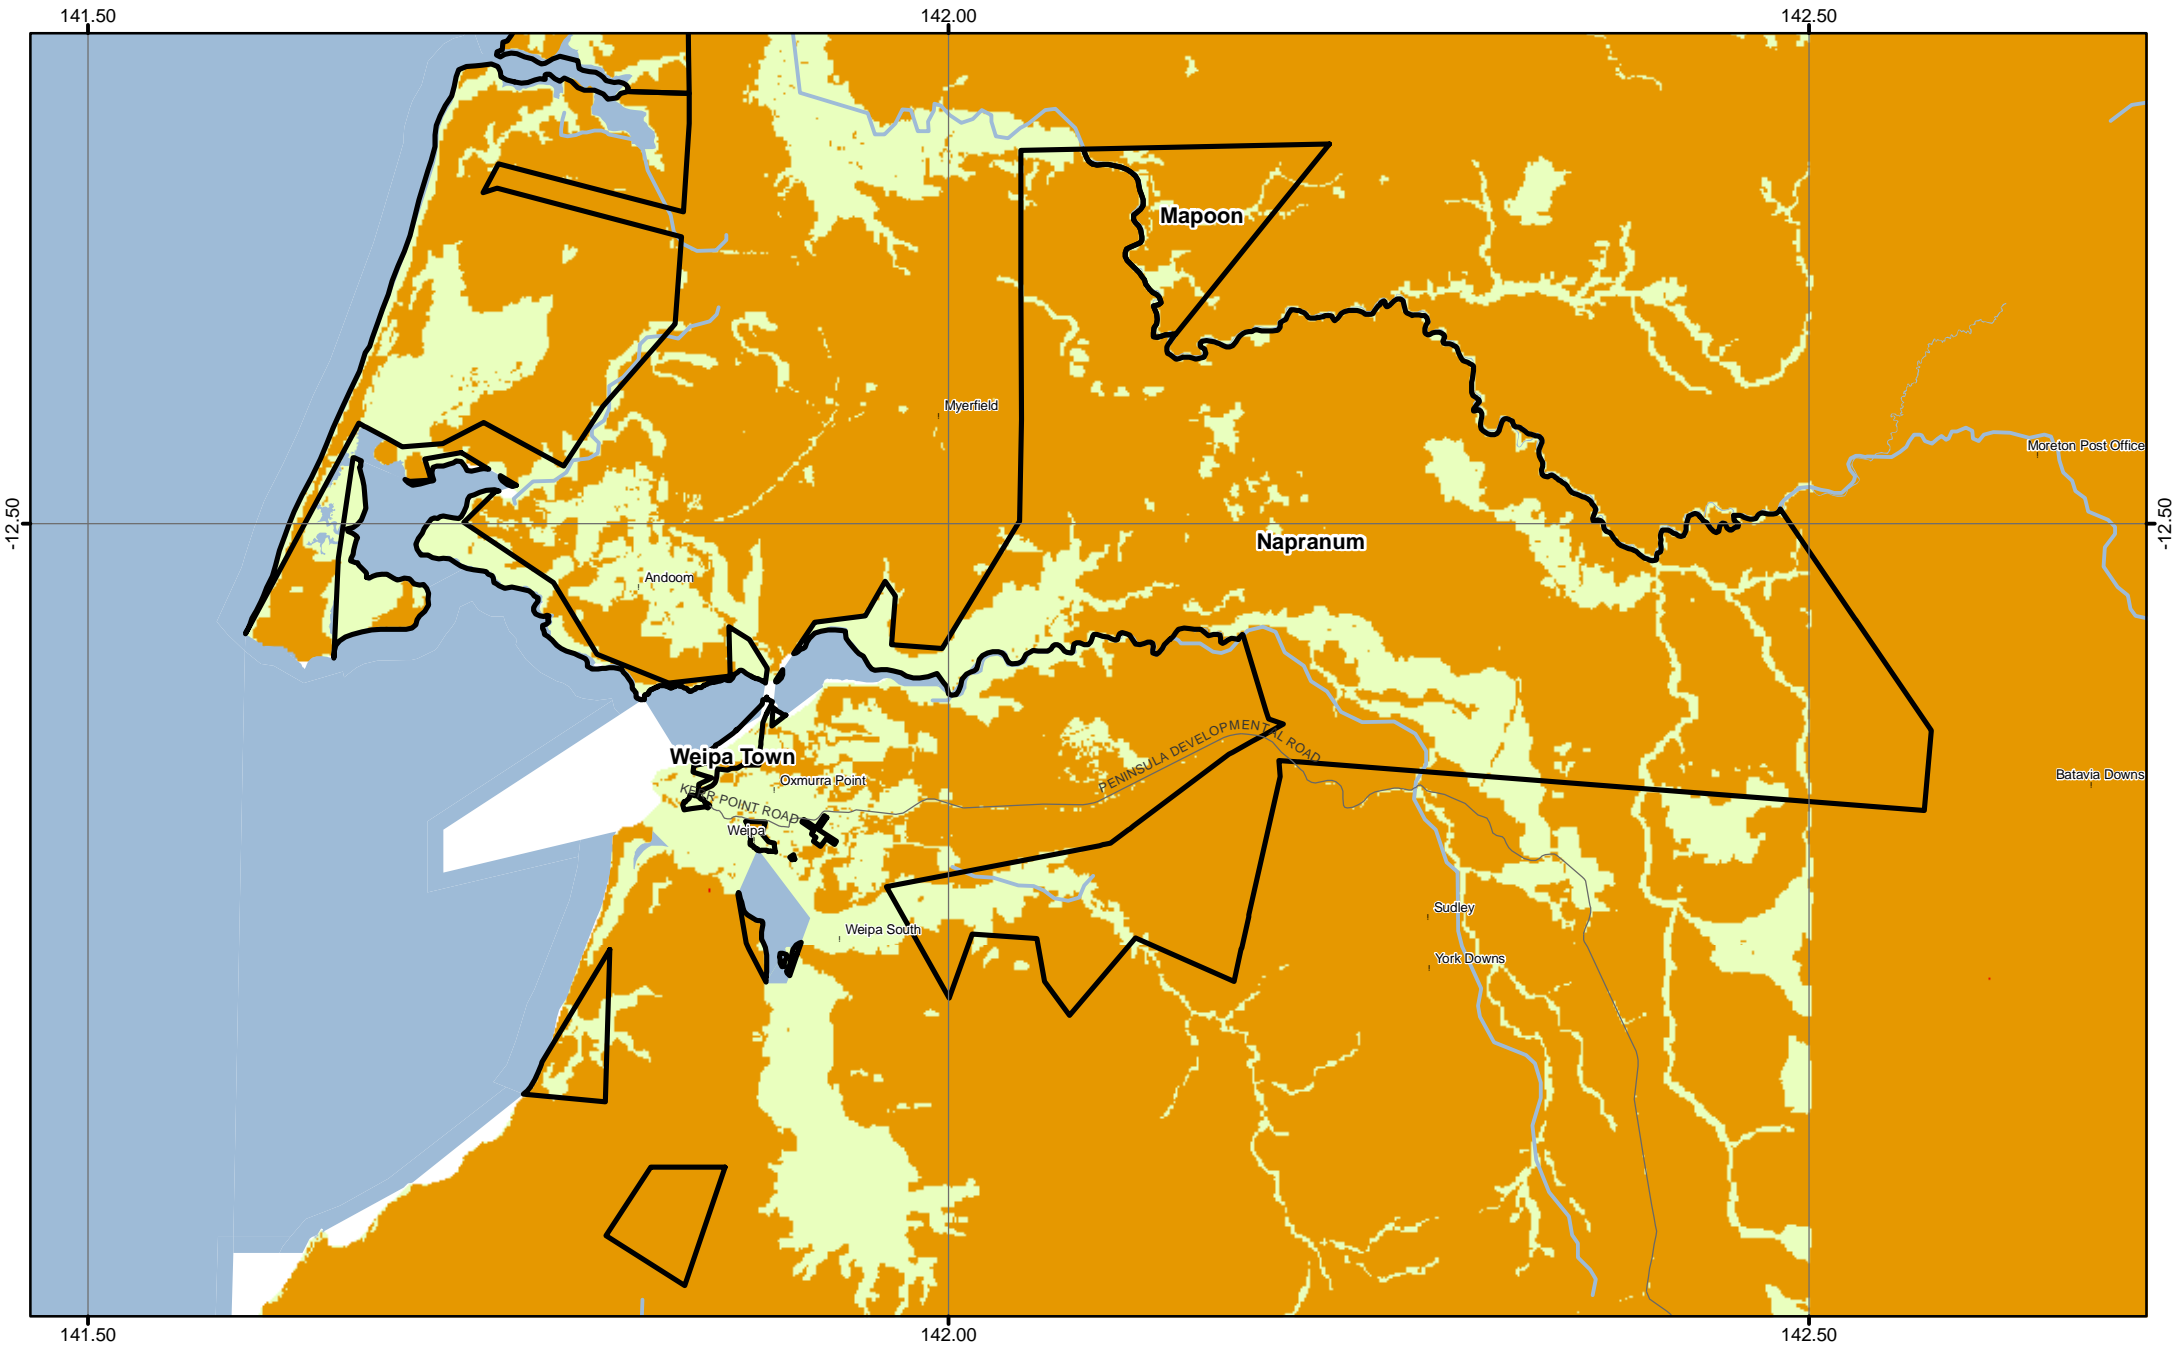 141.50
142.00
142.50
Mapoon
Myerfield
Moreton Post Office
-12.50
-12.50
Napranum
Andoom
PENINSULA DEVELOPMENTAL ROAD
Weipa Town
Oxmurra Point
Batavia Downs
KERR POINT ROAD
Weipa
Sudley
Weipa South
York Downs
141.50
142.00
142.50